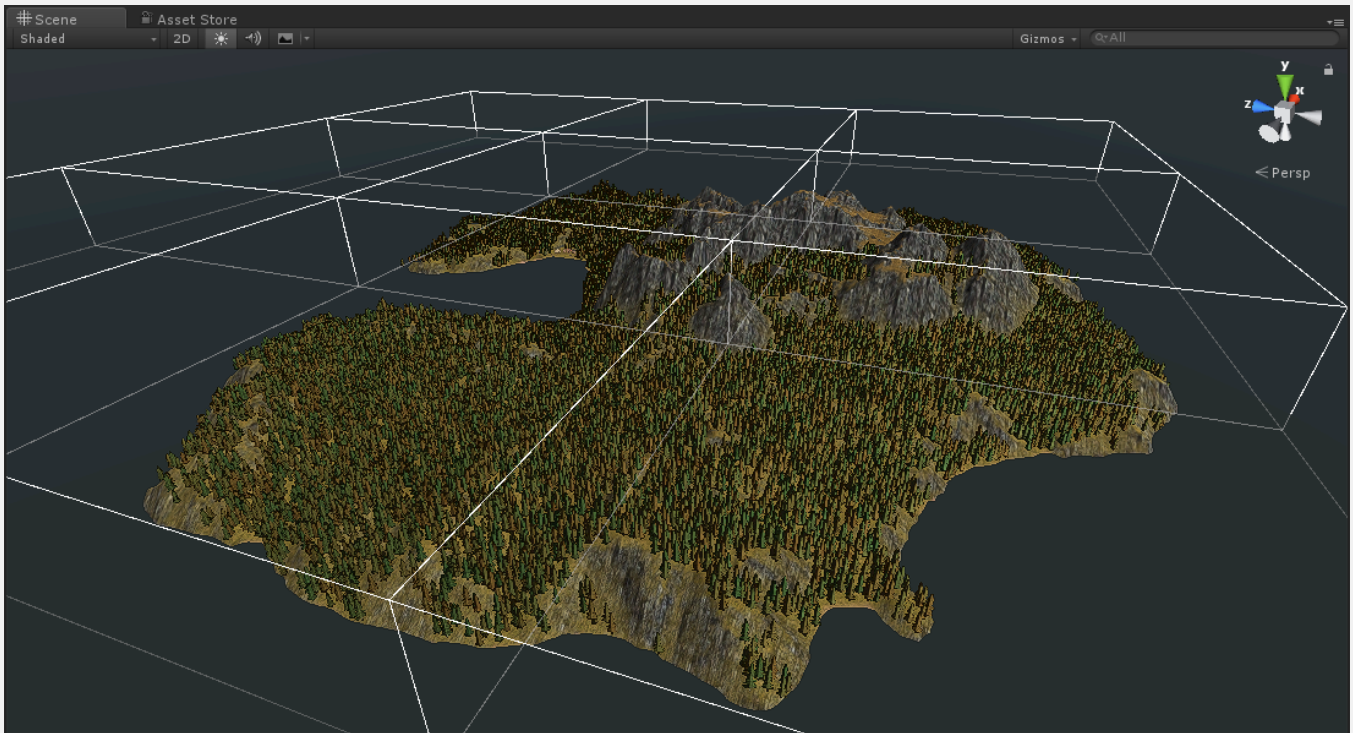 Scene
Asset Store
Shaded
2D
Gizmos
All
y
x
z
Persp